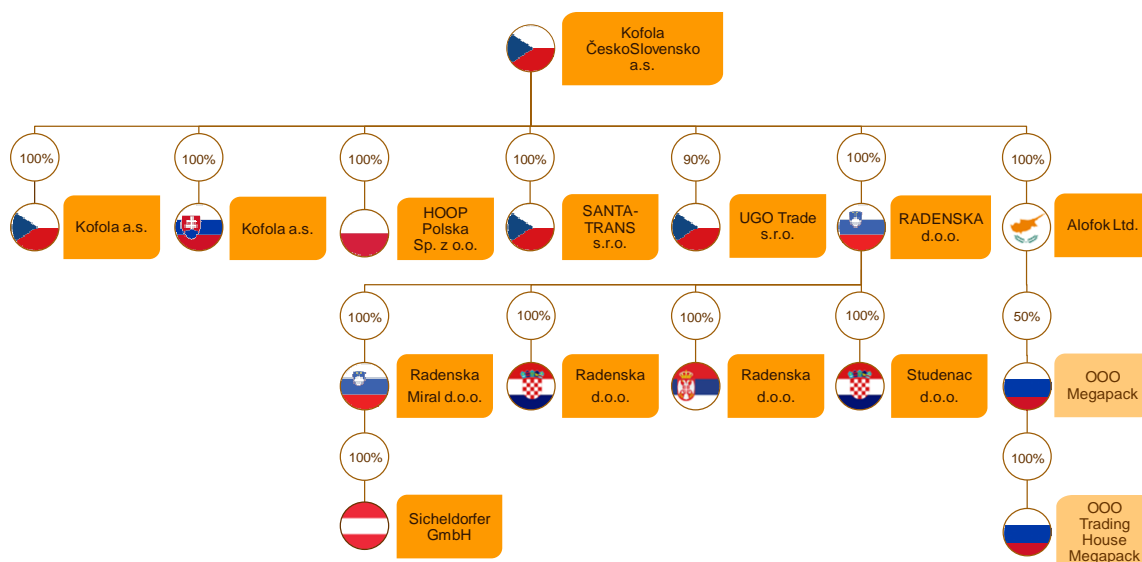 Kofola
ČeskoSlovensko
a.s.
100%
100%
100%
100%
90%
100%
100%
Kofola a.s.
Kofola a.s.
HOOP
Polska
Sp. z o.o.
SANTA-
TRANS
s.r.o.
UGO Trade
s.r.o.
RADENSKA
d.o.o.
Alofok Ltd.
100%
100%
100%
100%
50%
Radenska
Miral d.o.o.
Radenska
d.o.o.
Radenska
d.o.o.
Studenac
d.o.o.
OOO
Megapack
100%
100%
Sicheldorfer
GmbH
OOO
Trading
House
Megapack